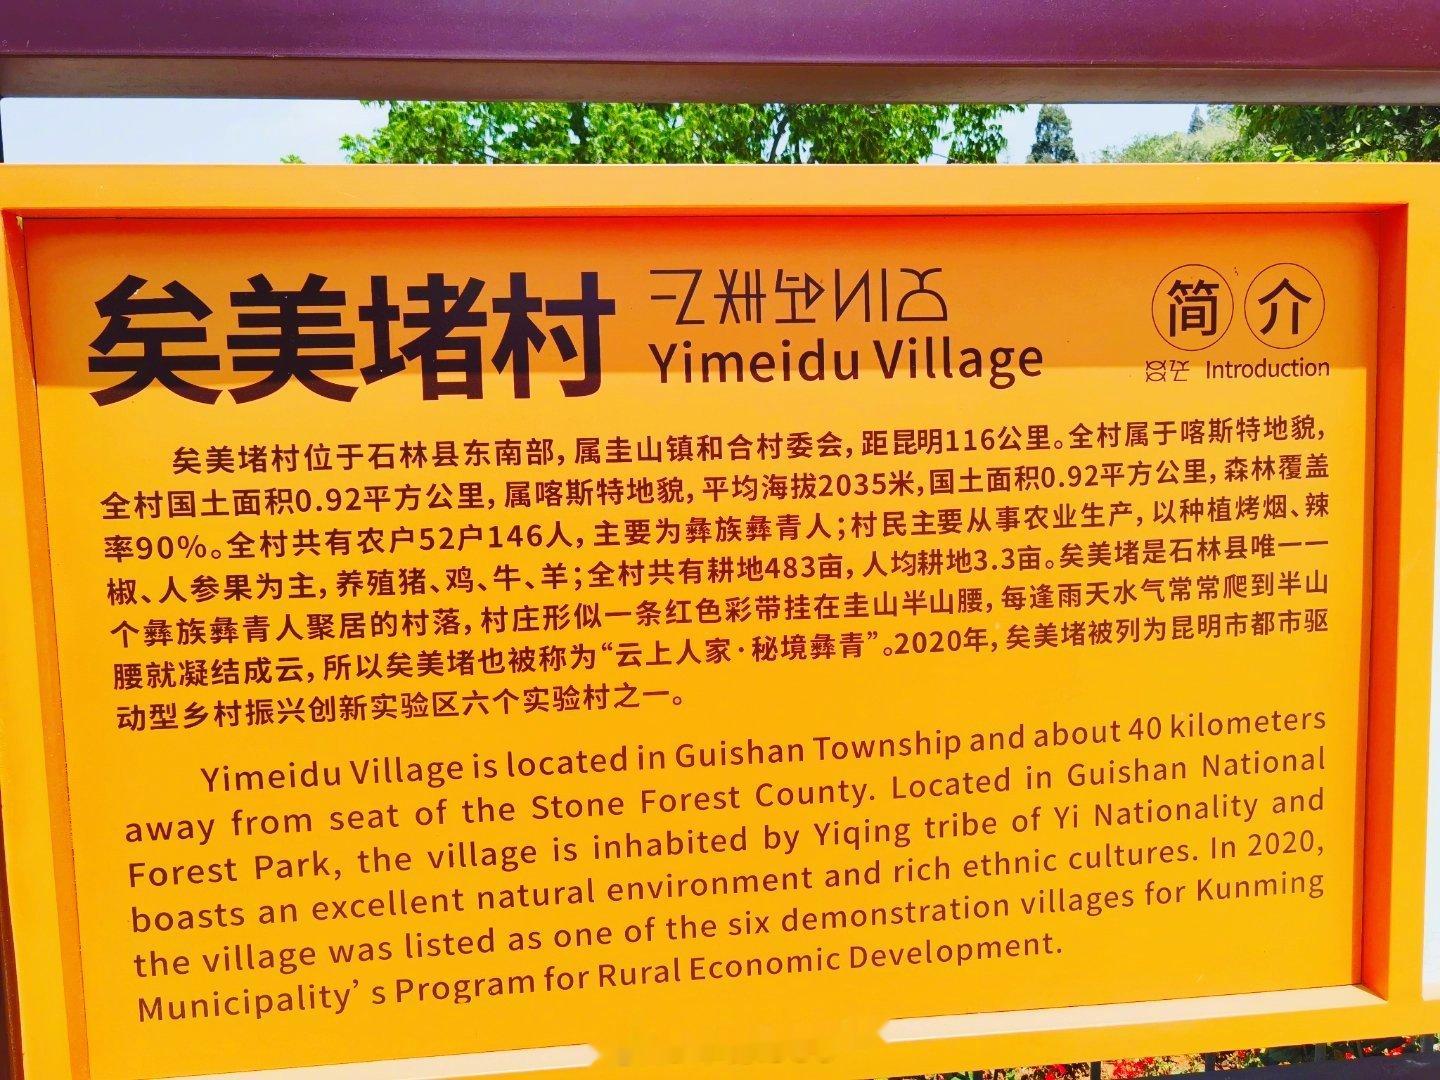 矣美堵村
Yimeidu Village
简介
Introduction
矣美堵村位于石林县东南部，属圭山镇和合村委会，距昆明116公里。全村属于喀斯特地貌，
全村国土面积0.92平方公里，属喀斯特地貌，平均海拔2035米，国土面积0.92平方公里，森林覆盖
率90%。全村共有农户52户146人，主要为彝族彝青人；村民主要从事农业生产，以种植烤烟、辣
椒、人参果为主，养殖猪、鸡、牛、羊；全村共有耕地483亩，人均耕地3.3亩。矣美堵是石林县唯一一
个彝族彝青人聚居的村落，村庄形似一条红色彩带挂在圭山半山腰，每逢雨天水气常常爬到半山
腰就凝结成云，所以矣美堵也被称为“云上人家·秘境彝青”。2020年，矣美堵被列为昆明市都市驱
动型乡村振兴创新实验区六个实验村之一。
Yimeidu Village is located in Guishan Township and about 40 kilometers
away from seat of the Stone Forest County. Located in Guishan National
Forest Park, the village is inhabited by Yiqing tribe of Yi Nationality and
boasts an excellent natural environment and rich ethnic cultures. In 2020,
the village was listed as one of the six demonstration villages for Kunming
Municipality’s Program for Rural Economic Development.